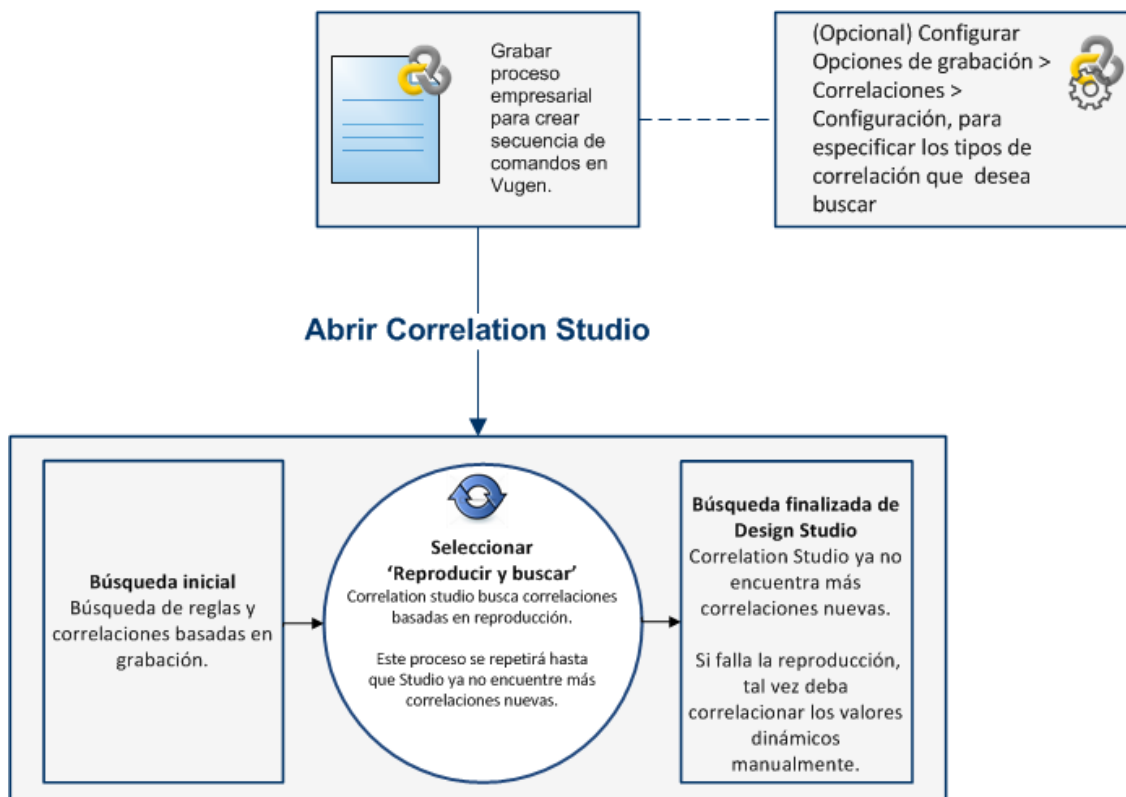 Grabar
proceso
empresarial
para crear
secuencia de
comandos en
Vugen.
(Opcional) Configurar
Opciones de grabación >
Correlaciones >
Configuración, para
especificar los tipos de
correlación que desea
buscar
Abrir Correlation Studio
Búsqueda inicial
Búsqueda de reglas y
correlaciones basadas en
grabación.
Seleccionar
‘Reproducir y buscar’
Correlation studio busca correlaciones
basadas en reproducción.
Este proceso se repetirá hasta
que Studio ya no encuentre más
correlaciones nuevas.
Búsqueda finalizada de
Design Studio
Correlation Studio ya no
encuentra más
correlaciones nuevas.
Si falla la reproducción,
tal vez deba
correlacionar los valores
dinámicos
manualmente.